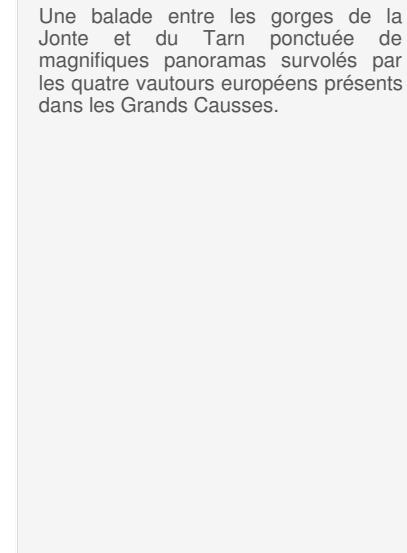 Une balade entre les gorges de la
Jonte et du Tarn ponctuée de
magnifiques panoramas survolés par
les quatre vautours européens présents
dans les Grands Causses.